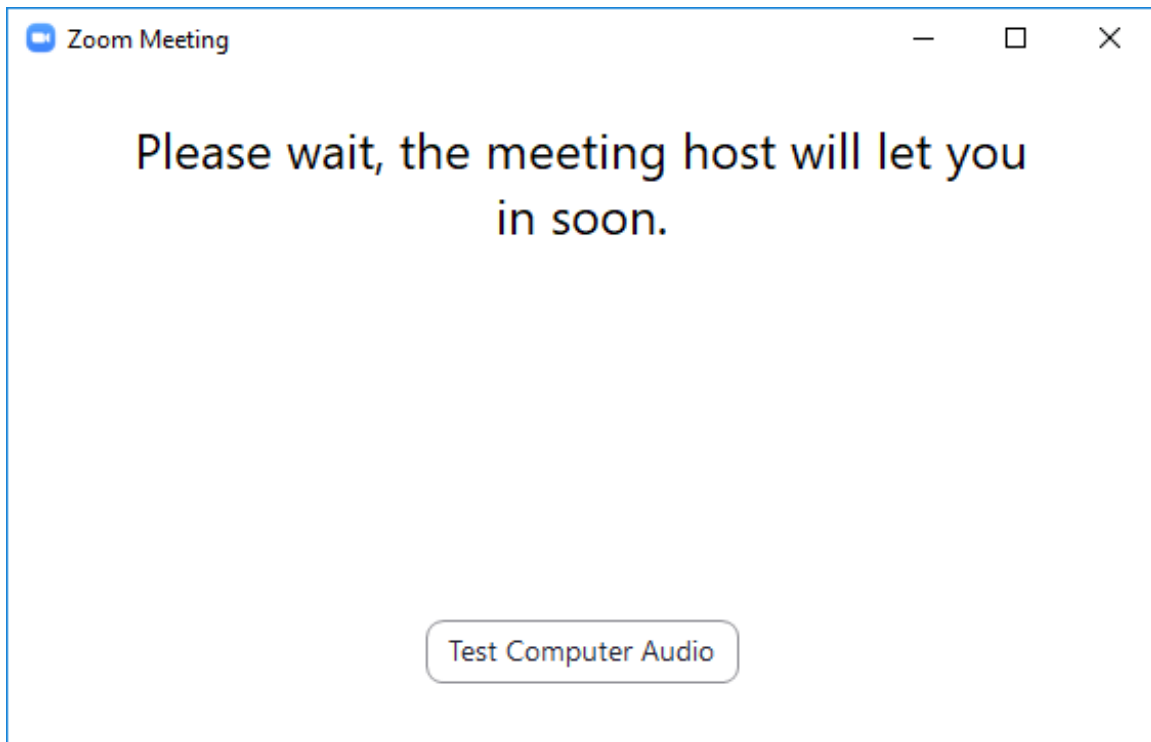 Zoom Meeting
Please wait, the meeting host will let you
in soon.
Test Computer Audio